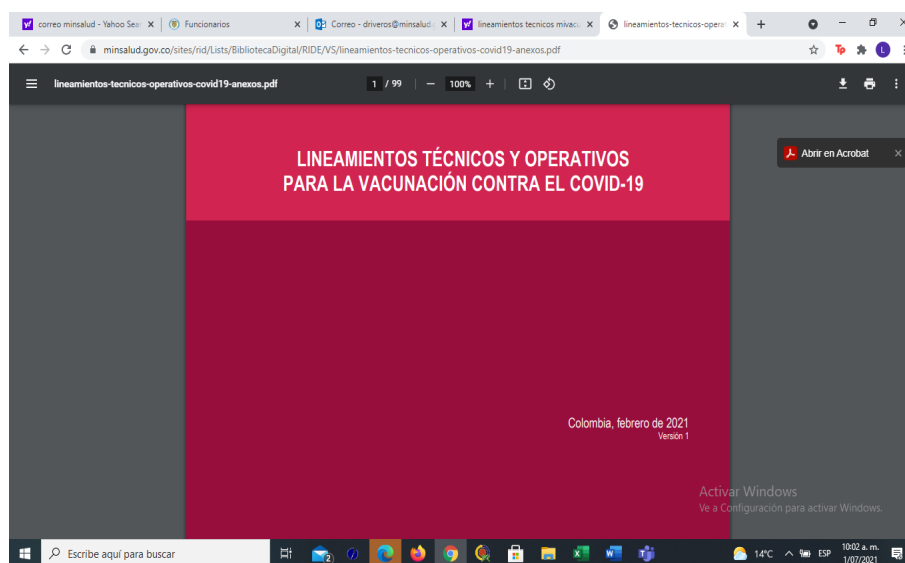 correo minsalud - Yahoo Sear
Funcionarios
Correo - driveros@minsalud.
lineamientos tecnicos mivacu
lineamientos-tecnicos-operat
minsalud.gov.co/sites/rid/Lists/BibliotecaDigital/RIDE/VS/lineamientos-tecnicos-operativos-covid19-anexos.pdf
Tp
L
lineamientos-tecnicos-operativos-covid19-anexos.pdf
1 / 99
100%
Abrir en Acrobat
LINEAMIENTOS TÉCNICOS Y OPERATIVOS
PARA LA VACUNACIÓN CONTRA EL COVID-19
Colombia, febrero de 2021
Versión 1
Activar Windows
Ve a Configuración para activar Windows.
Escribe aquí para buscar
14°C
ESP
10:02 a. m.
1/07/2021